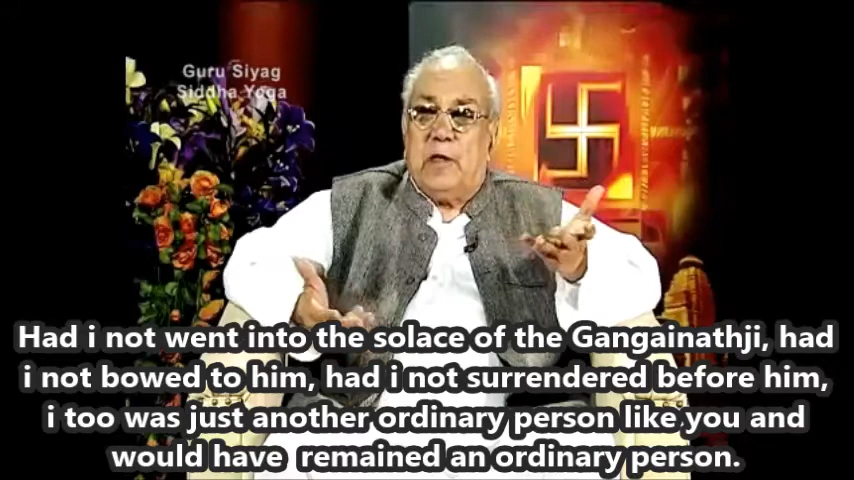 Guru Siyag
Siddha Yoga
Had i not went into the solace of the Gangainathji, had
i not bowed to him, had i not surrendered before him,
i too was just another ordinary person like you and
would have remained an ordinary person.